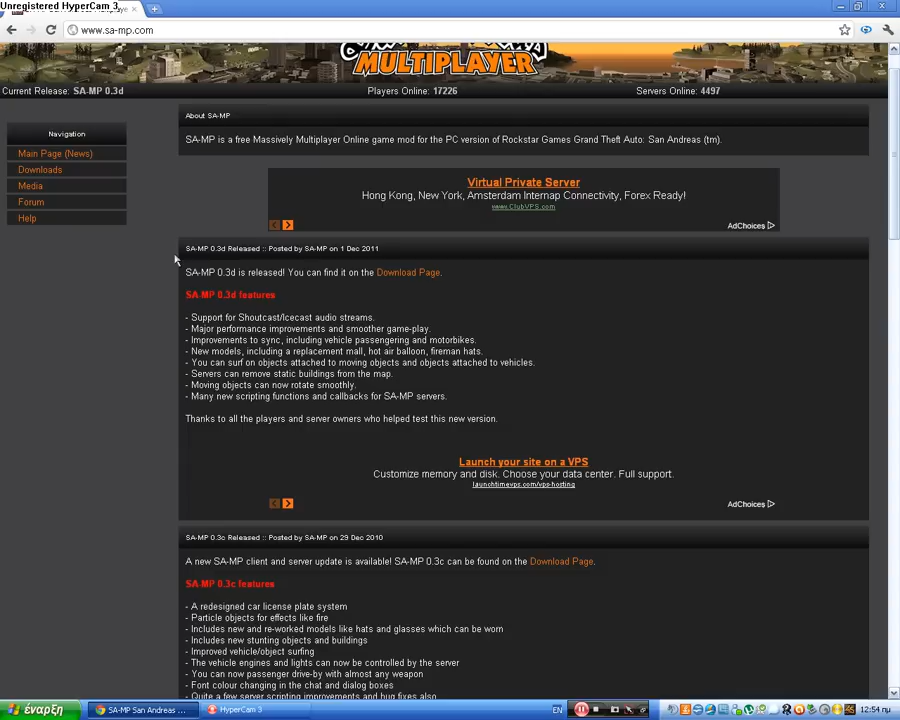 Unregistered HyperCam 3
www.sa-mp.com
MULTIPLAYER
Current Release: SA-MP 0.3d
Players Online: 17226
Servers Online: 4497
Navigation
Main Page (News)
Downloads
Media
Forum
Help
About SA-MP
SA-MP is a free Massively Multiplayer Online game mod for the PC version of Rockstar Games Grand Theft Auto: San Andreas (tm).
Virtual Private Server
Hong Kong, New York, Amsterdam Internap Connectivity, Forex Ready!
www.ClubVPS.com
AdChoices
SA-MP 0.3d Released :: Posted by SA-MP on 1 Dec 2011
SA-MP 0.3d is released! You can find it on the Download Page.
SA-MP 0.3d features
- Support for Shoutcast/Icecast audio streams.
- Major performance improvements and smoother game-play.
- Improvements to sync, including vehicle passengering and motorbikes.
- New models, including a replacement mall, hot air balloon, fireman hats.
- You can surf on objects attached to moving objects and objects attached to vehicles.
- Servers can remove static buildings from the map.
- Moving objects can now rotate smoothly.
- Many new scripting functions and callbacks for SA-MP servers.
Thanks to all the players and server owners who helped test this new version.
Launch your site on a VPS
Customize memory and disk. Choose your data center. Full support.
launchtimevps.com/vps-hosting
AdChoices
SA-MP 0.3c Released :: Posted by SA-MP on 29 Dec 2010
A new SA-MP client and server update is available! SA-MP 0.3c can be found on the Download Page.
SA-MP 0.3c features
- A redesigned car license plate system
- Particle objects for effects like fire
- Includes new and re-worked models like hats and glasses which can be worn
- Includes new stunting objects and buildings
- Improved vehicle/object surfing
- The vehicle engines and lights can now be controlled by the server
- You can now passenger drive-by with almost any weapon
- Font colour changing in the chat and dialog boxes
- Quite a few server scripting improvements and bug fixes also.
έναρξη
SA-MP San Andreas ...
HyperCam 3
EN
12:54 πμ